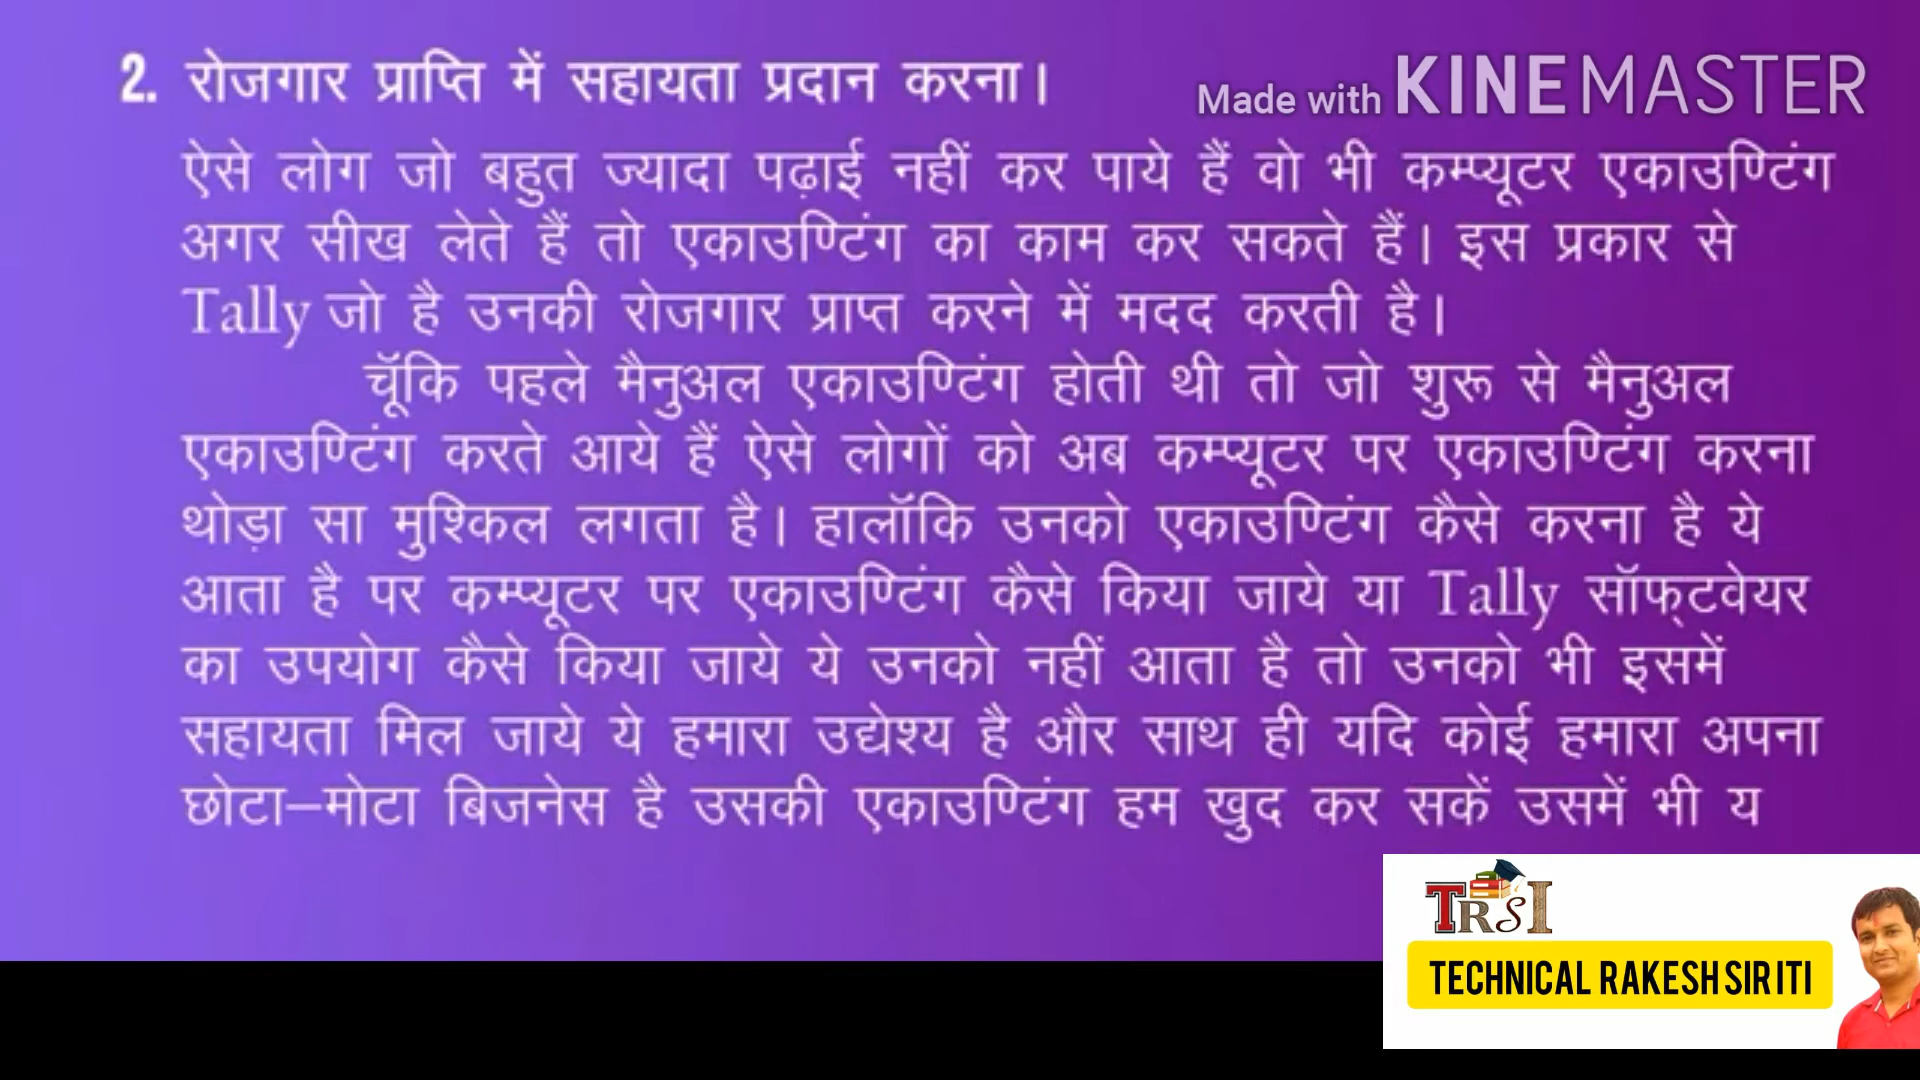 2. रोजगार प्राप्ति में सहायता प्रदान करना।
Made with KINEMASTER
ऐसे लोग जो बहुत ज्यादा पढ़ाई नहीं कर पाये हैं वो भी कम्प्यूटर एकाउण्टिंग
अगर सीख लेते हैं तो एकाउण्टिंग का काम कर सकते हैं। इस प्रकार से
Tally जो है उनकी रोजगार प्राप्त करने में मदद करती है।
चूॅकि पहले मैनुअल एकाउण्टिंग होती थी तो जो शुरू से मैनुअल
एकाउण्टिंग करते आये हैं ऐसे लोगों को अब कम्प्यूटर पर एकाउण्टिंग करना
थोड़ा सा मुश्किल लगता है। हालॉकि उनको एकाउण्टिंग कैसे करना है ये
आता है पर कम्प्यूटर पर एकाउण्टिंग कैसे किया जाये या Tally सॉफ्टवेयर
का उपयोग कैसे किया जाये ये उनको नहीं आता है तो उनको भी इसमें
सहायता मिल जाये ये हमारा उद्येश्य है और साथ ही यदि कोई हमारा अपना
छोटा–मोटा बिजनेस है उसकी एकाउण्टिंग हम खुद कर सकें उसमें भी य
TRSI
TECHNICAL RAKESH SIR ITI